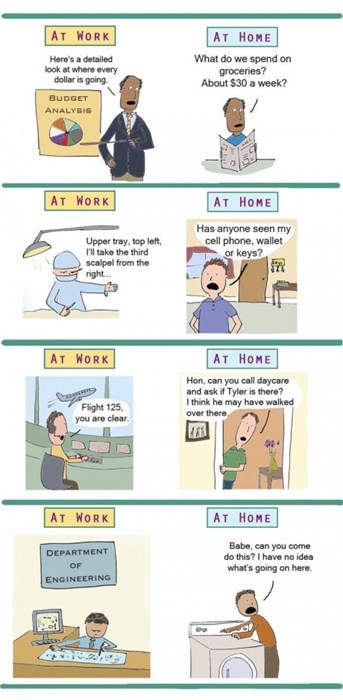 AT WORK
AT HOME
Here's a detailed
look at where every
dollar is going.
BUDGET
ANALYSIS
What do we spend on
groceries?
About $30 a week?
AT WORK
AT HOME
Upper tray, top left,
I'll take the third
scalpel from the
right...
Has anyone seen my
cell phone, wallet
or keys?
AT WORK
AT HOME
Flight 125,
you are clear.
Hon, can you call daycare
and ask if Tyler is there?
I think he may have walked
over there.
AT WORK
AT HOME
DEPARTMENT
OF
ENGINEERING
Babe, can you come
do this? I have no idea
what's going on here.